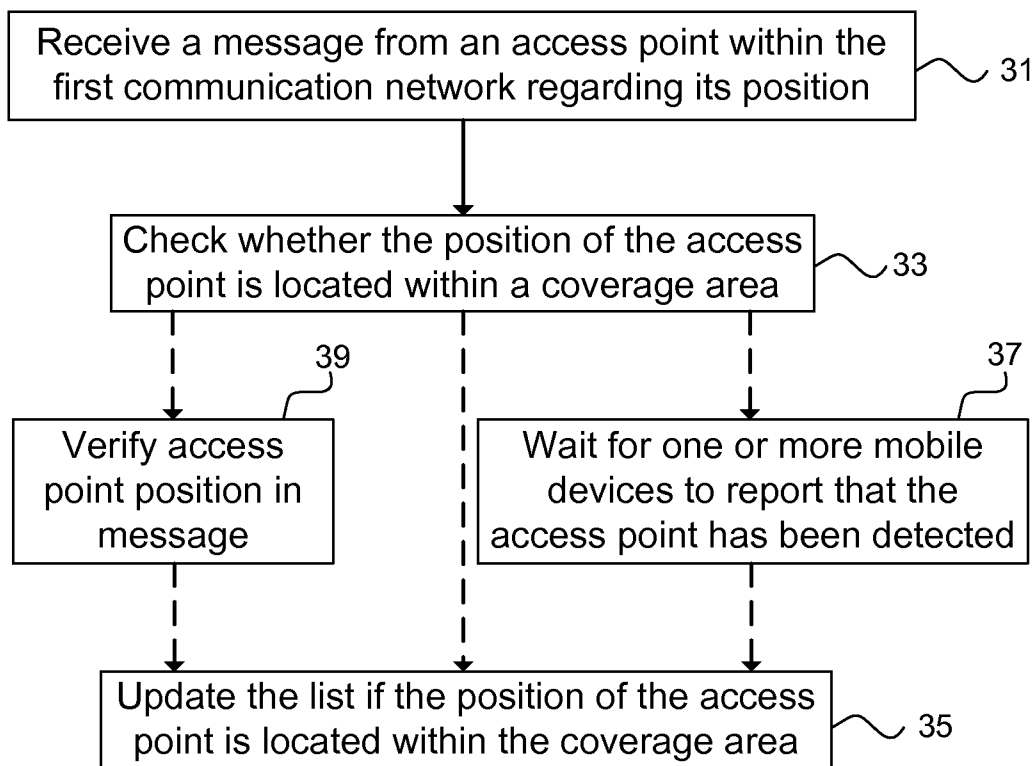 Receive a message from an access point within the
first communication network regarding its position
31
Check whether the position of the access
point is located within a coverage area
33
39
Verify access
point position in
message
37
Wait for one or more mobile
devices to report that the
access point has been detected
Update the list if the position of the access
point is located within the coverage area
35